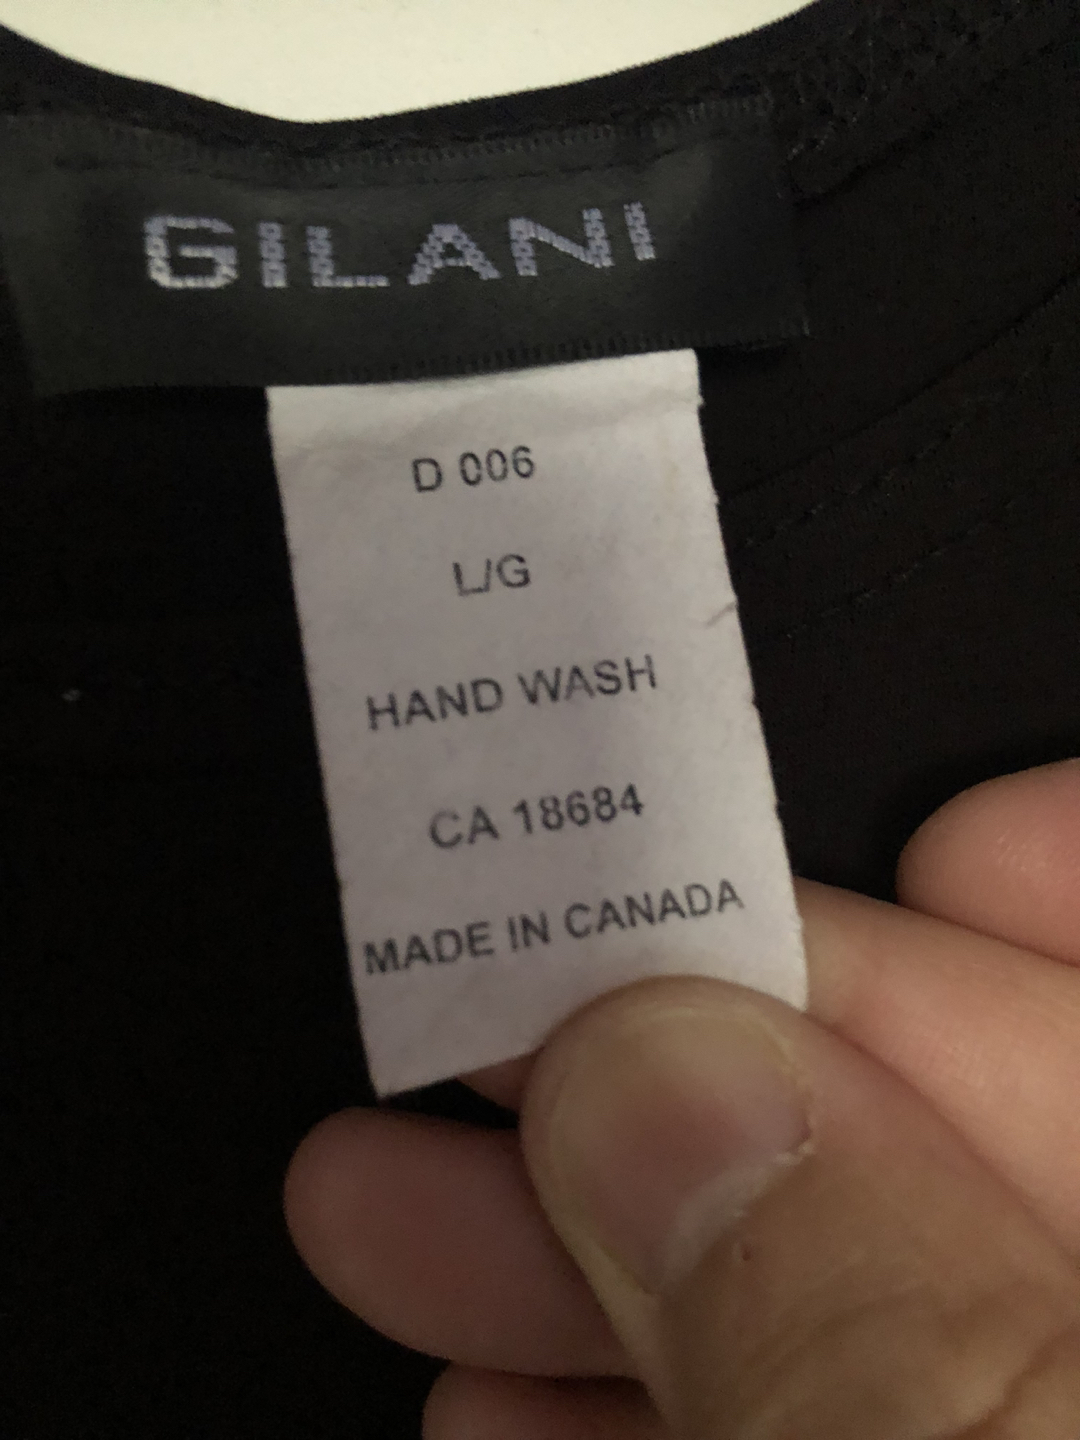 GILANI
D 006
L/G
HAND WASH
CA 18684
MADE IN CANADA